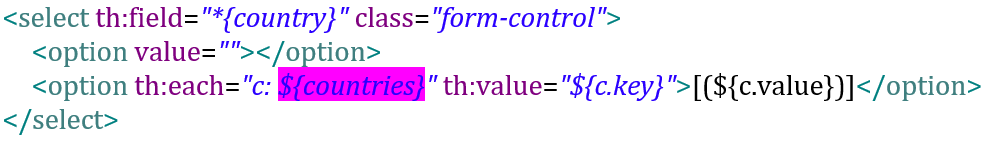 <select th:field="*{country}" class="form-control">
<option value=""></option>
<option th:each="c: ${countries}" th:value="${c.key}">[(${c.value})]</option>
</select>